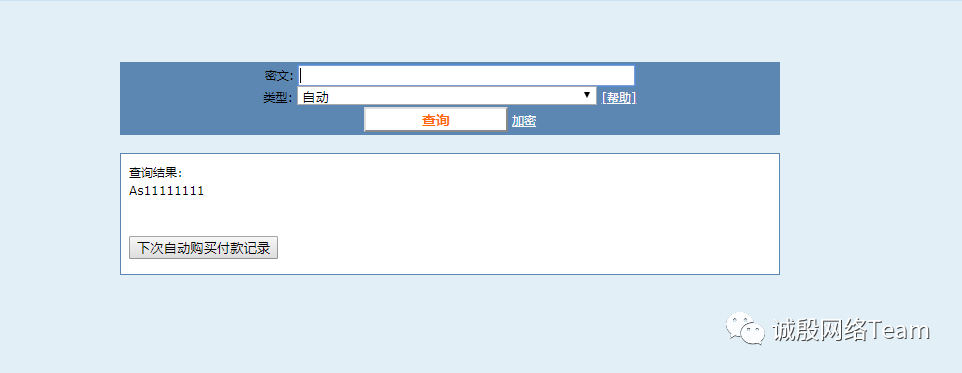 密文:
类型: 自动 [帮助]
查询 加密
查询结果:
As11111111
下次自动购买付款记录
诚殷网络Team